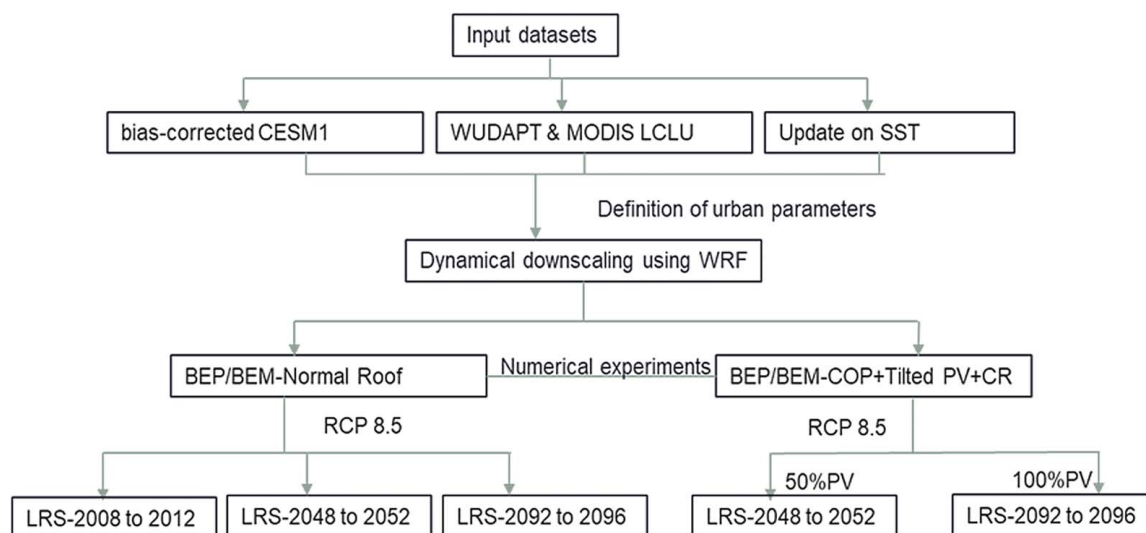 Input datasets
bias-corrected CESM1
WUDAPT & MODIS LCLU
Update on SST
Definition of urban parameters
Dynamical downscaling using WRF
BEP/BEM-Normal Roof
Numerical experiments
BEP/BEM-COP+Tilted PV+CR
RCP 8.5
RCP 8.5
50%PV
100%PV
LRS-2008 to 2012
LRS-2048 to 2052
LRS-2092 to 2096
LRS-2048 to 2052
LRS-2092 to 2096